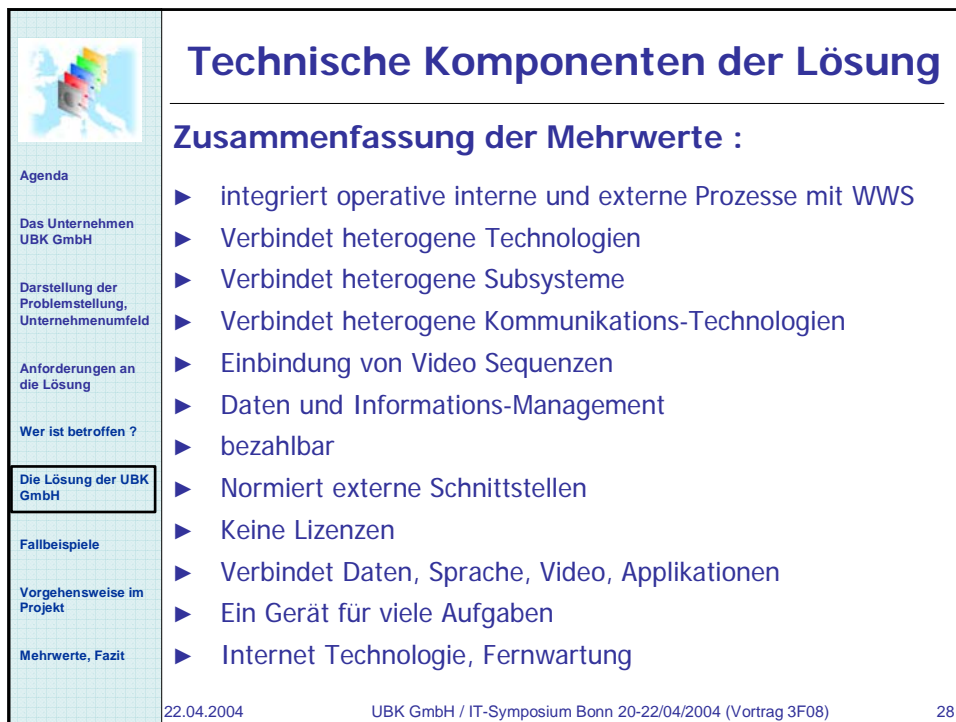 Technische Komponenten der Lösung
Zusammenfassung der Mehrwerte :
Agenda
Das Unternehmen
UBK GmbH
Darstellung der
Problemstellung,
Unternehmenumfeld
Anforderungen an
die Lösung
Wer ist betroffen ?
Die Lösung der UBK
GmbH
Fallbeispiele
Vorgehensweise im
Projekt
Mehrwerte, Fazit
► integriert operative interne und externe Prozesse mit WWS
► Verbindet heterogene Technologien
► Verbindet heterogene Subsysteme
► Verbindet heterogene Kommunikations-Technologien
► Einbindung von Video Sequenzen
► Daten und Informations-Management
► bezahlbar
► Normiert externe Schnittstellen
► Keine Lizenzen
► Verbindet Daten, Sprache, Video, Applikationen
► Ein Gerät für viele Aufgaben
► Internet Technologie, Fernwartung
22.04.2004 UBK GmbH / IT-Symposium Bonn 20-22/04/2004 (Vortrag 3F08) 28